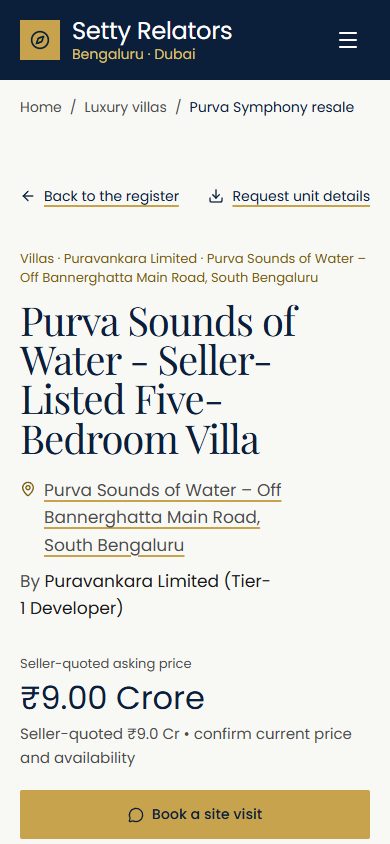 Setty Relators
Bengaluru · Dubai
Home / Luxury villas / Purva Symphony resale
Back to the register
Request unit details
Villas · Puravankara Limited · Purva Sounds of Water –
Off Bannerghatta Main Road, South Bengaluru
Purva Sounds of
Water - Seller-
Listed Five-
Bedroom Villa
Purva Sounds of Water – Off
Bannerghatta Main Road,
South Bengaluru
By Puravankara Limited (Tier-
1 Developer)
Seller-quoted asking price
₹9.00 Crore
Seller-quoted ₹9.0 Cr • confirm current price
and availability
Book a site visit